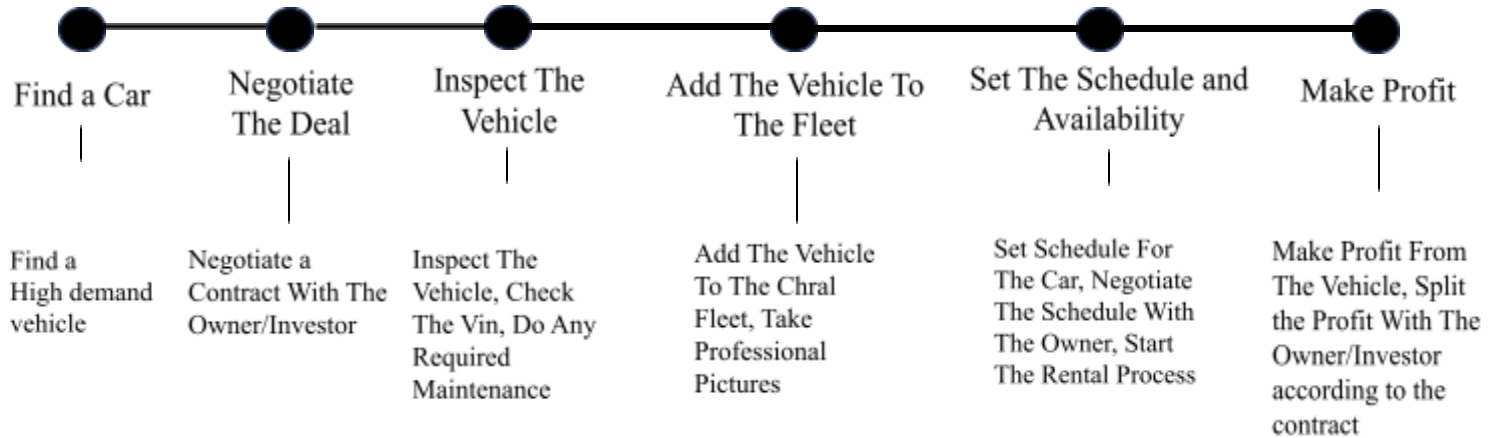 Find a Car
Negotiate
The Deal
Inspect The
Vehicle
Add The Vehicle To
The Fleet
Set The Schedule and
Availability
Make Profit
Find a
High demand
vehicle
Negotiate a
Contract With The
Owner/Investor
Inspect The
Vehicle, Check
The Vin, Do Any
Required
Maintenance
Add The Vehicle
To The Chral
Fleet, Take
Professional
Pictures
Set Schedule For
The Car, Negotiate
The Schedule With
The Owner, Start
The Rental Process
Make Profit From
The Vehicle, Split
the Profit With The
Owner/Investor
according to the
contract